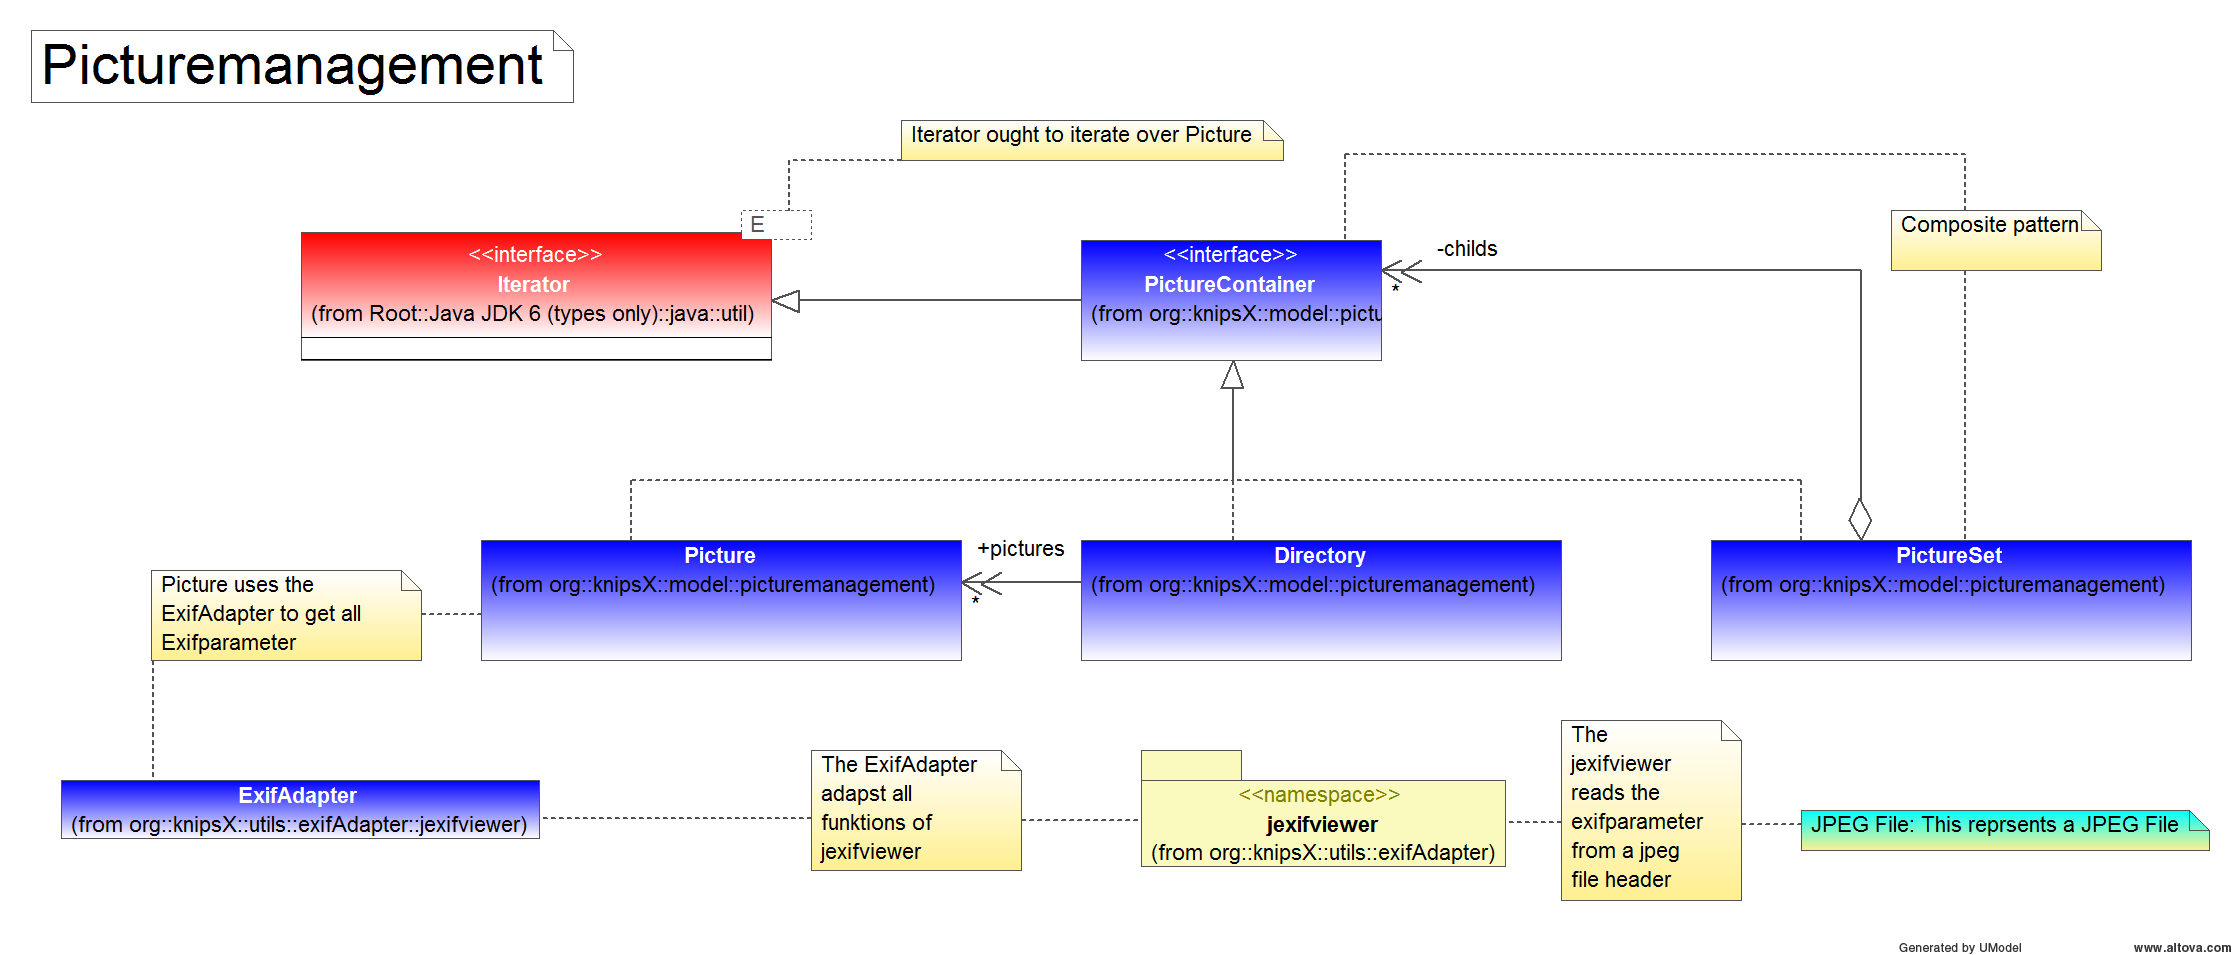 Picturemanagement
Iterator ought to iterate over Picture
E
<<interface>>
Iterator
(from Root::Java JDK 6 (types only)::java::util)
<<interface>>
PictureContainer
(from org::knipsX::model::pictu
-childs
*
Composite pattern
Picture uses the
ExifAdapter to get all
Exifparameter
Picture
(from org::knipsX::model::picturemanagement)
+pictures
*
Directory
(from org::knipsX::model::picturemanagement)
PictureSet
(from org::knipsX::model::picturemanagement)
ExifAdapter
(from org::knipsX::utils::exifAdapter::jexifviewer)
The ExifAdapter
adapst all
funktions of
jexifviewer
<<namespace>>
jexifviewer
(from org::knipsX::utils::exifAdapter)
The
jexifviewer
reads the
exifparameter
from a jpeg
file header
JPEG File: This reprsents a JPEG File
Generated by UModel
www.altova.com